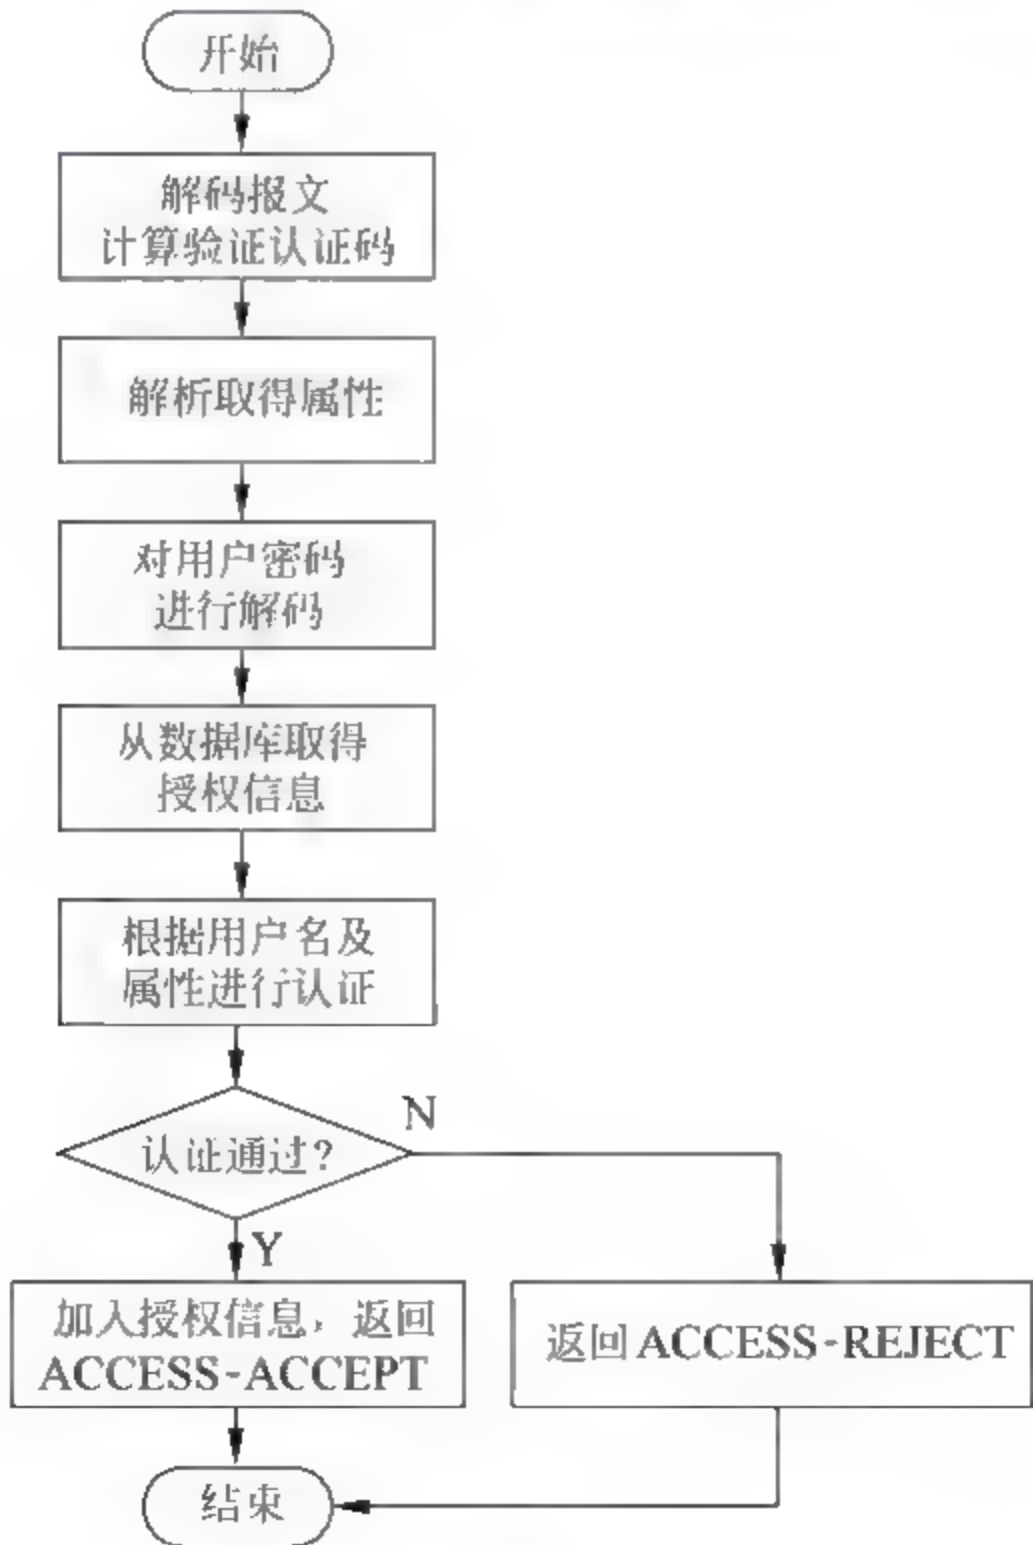 开始
解码报文
计算验证认证码
解析取得属性
对用户密码
进行解码
从数据库取得
授权信息
根据用户名及
属性进行认证
认证通过?
N
Y
加入授权信息，返回
ACCESS-ACCEPT
返回ACCESS-REJECT
结束